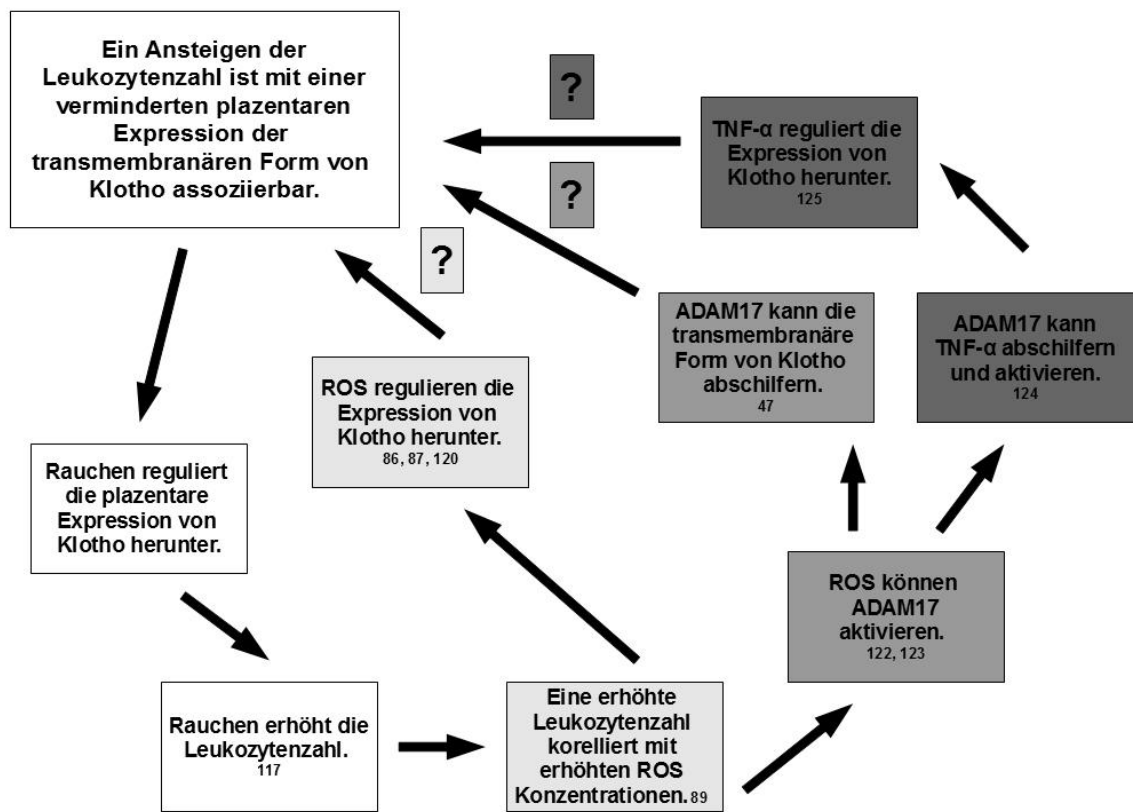 Ein Ansteigen der
Leukozytenzahl ist mit einer
verminderten plazentaren
Expression der
transmembranären Form von
Klotho assoziierbar.
?
?
?
TNF-α reguliert die
Expression von
Klotho herunter.
125
ADAM17 kann die
transmembranäre
Form von Klotho
abschilfern.
47
ADAM17 kann
TNF-α abschilfern
und aktivieren.
124
ROS regulieren die
Expression von
Klotho herunter.
86, 87, 120
Rauchen reguliert
die plazentare
Expression von
Klotho herunter.
ROS können
ADAM17
aktivieren.
122, 123
Rauchen erhöht die
Leukozytenzahl.
117
Eine erhöhte
Leukozytenzahl
korelliert mit
erhöhten ROS
Konzentrationen. 89